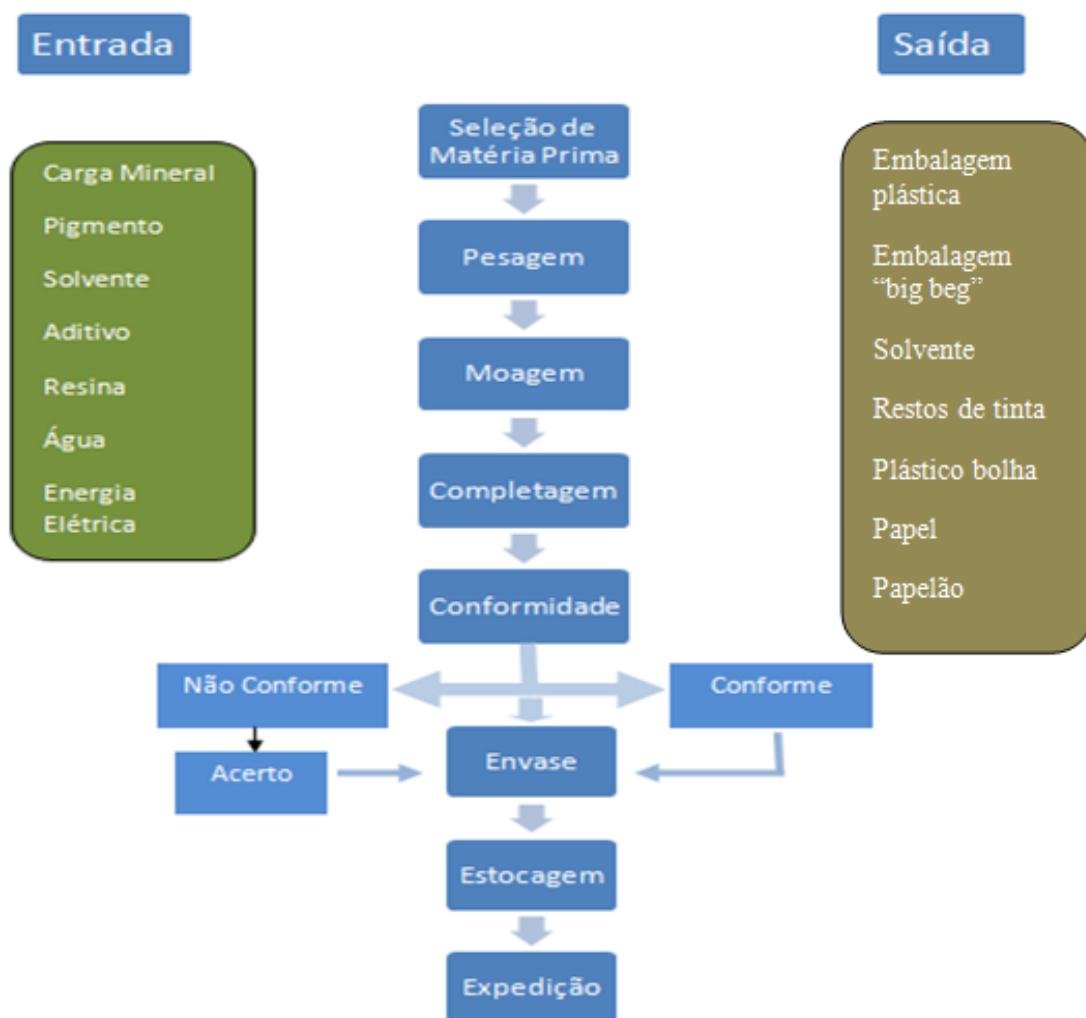 Entrada
Saída
Carga Mineral
Pigmento
Solvente
Aditivo
Resina
Água
Energia
Elétrica
Seleção de
Matéria Prima
Pesagem
Moagem
Completagem
Conformidade
Não Conforme
Conforme
Acerto
Envase
Estocagem
Expedição
Embalagem
plástica
Embalagem
“big beg”
Solvente
Restos de tinta
Plástico bolha
Papel
Papelão